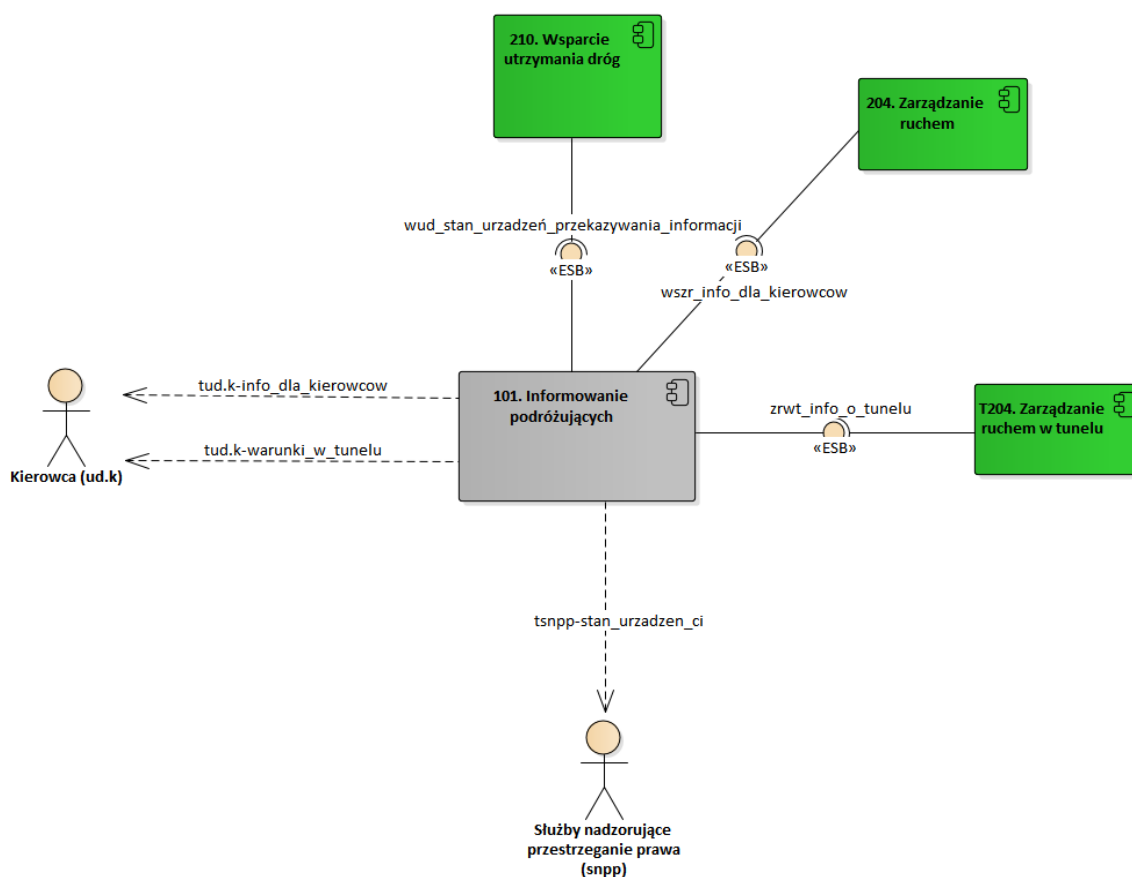 210. Wsparcie
utrzymania dróg
204. Zarządzanie
ruchem
wud_stan_urzadzeń_przekazywania_informacji
«ESB»
«ESB»
wszr_info_dla_kierowcow
tud.k-info_dla_kierowcow
101. Informowanie
podróżujących
zrwt_info_o_tunelu
T204. Zarządzanie
ruchem w tunelu
«ESB»
tud.k-warunki_w_tunelu
Kierowca (ud.k)
tsnpp-stan_urzadzen_ci
Służby nadzorujące
przestrzeganie prawa
(snpp)